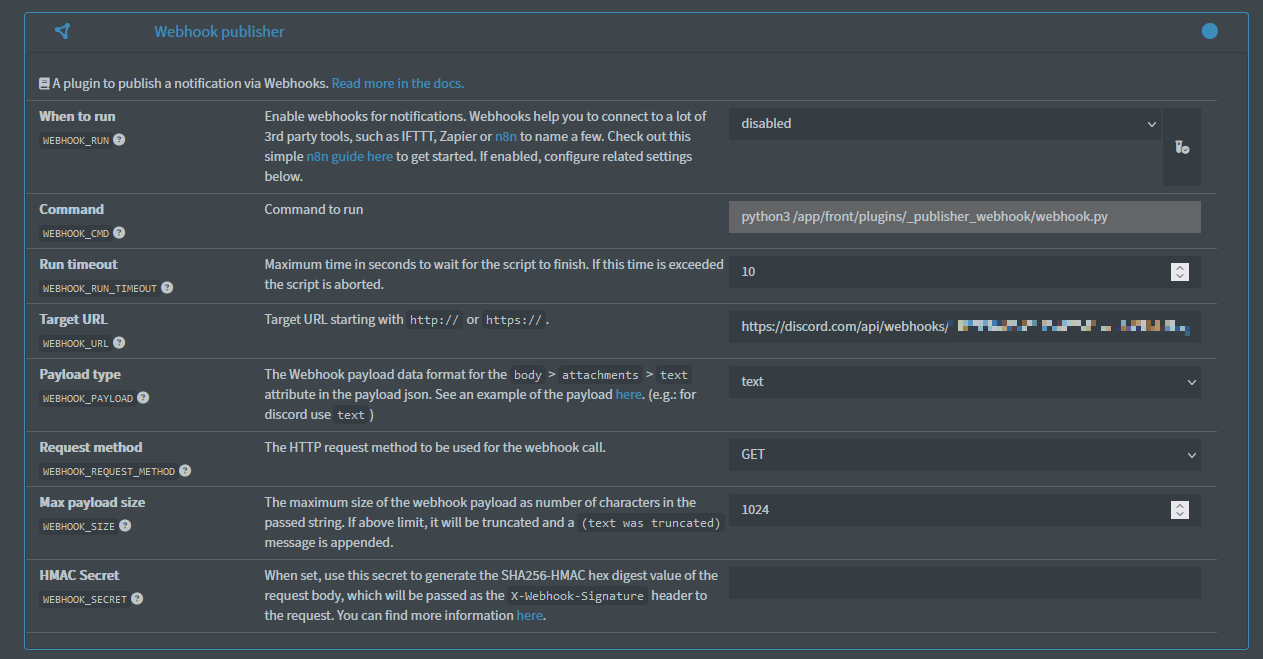 Webhook publisher
A plugin to publish a notification via Webhooks. Read more in the docs.
When to run
WEBHOOK_RUN ?
Enable webhooks for notifications. Webhooks help you to connect to a lot of
3rd party tools, such as IFTTT, Zapier or n8n to name a few. Check out this
simple n8n guide here to get started. If enabled, configure related settings
below.
disabled
Command
WEBHOOK_CMD ?
Command to run
python3 /app/front/plugins/_publisher_webhook/webhook.py
Run timeout
WEBHOOK_RUN_TIMEOUT ?
Maximum time in seconds to wait for the script to finish. If this time is exceeded
the script is aborted.
10
Target URL
WEBHOOK_URL ?
Target URL starting with http:// or https:// .
https://discord.com/api/webhooks/
Payload type
WEBHOOK_PAYLOAD ?
The Webhook payload data format for the body > attachments > text
attribute in the payload json. See an example of the payload here. (e.g.: for
discord use text )
text
Request method
WEBHOOK_REQUEST_METHOD ?
The HTTP request method to be used for the webhook call.
GET
Max payload size
WEBHOOK_SIZE ?
The maximum size of the webhook payload as number of characters in the
passed string. If above limit, it will be truncated and a (text was truncated)
message is appended.
1024
HMAC Secret
WEBHOOK_SECRET ?
When set, use this secret to generate the SHA256-HMAC hex digest value of the
request body, which will be passed as the X-Webhook-Signature header to
the request. You can find more information here.